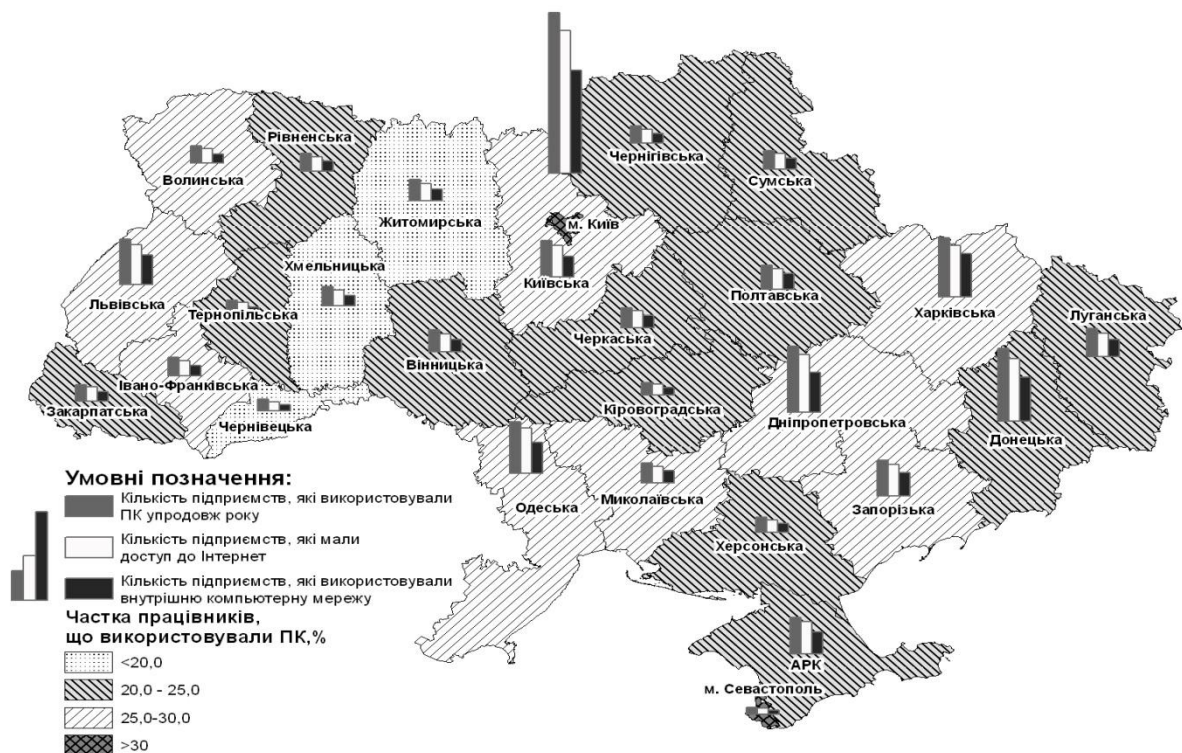 Рівненська
Волинська
Житомирська
Чернігівська
Сумська
м. Київ
Київська
Хмельницька
Львівська
Тернопільська
Полтавська
Харківська
Луганська
Черкаська
Вінницька
Івано-Франківська
Закарпатська
Чернівецька
Кіровоградська
Дніпропетровська
Донецька
Одеська
Миколаївська
Запорізька
Херсонська
АРК
м. Севастополь
Умовні позначення:
Кількість підприємств, які використовували
ПК упродовж року
Кількість підприємств, які мали
доступ до Інтернет
Кількість підприємств, які використовували
внутрішню компьютерну мережу
Частка працівників,
що використовували ПК,%
<20,0
20,0 - 25,0
25,0-30,0
>30